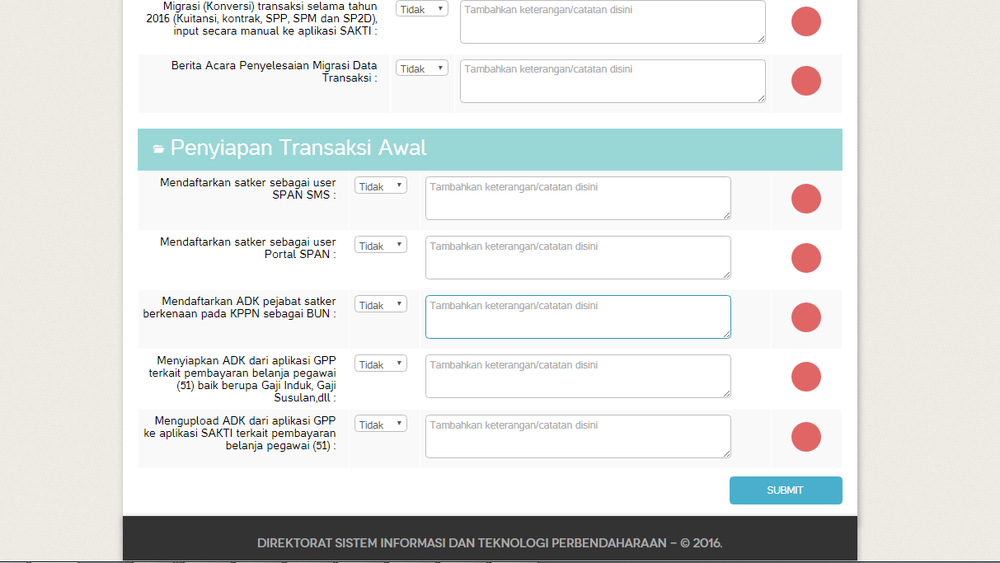 Migrasi (Konversi) transaksi selama tahun
2016 (Kuitansi, kontrak, SPP, SPM dan SP2D),
input secara manual ke aplikasi SAKTI :
Tidak
Tambahkan keterangan/catatan disini
Berita Acara Penyelesaian Migrasi Data
Transaksi :
Tidak
Tambahkan keterangan/catatan disini
Penyiapan Transaksi Awal
Mendaftarkan satker sebagai user
SPAN SMS :
Tidak
Tambahkan keterangan/catatan disini
Mendaftarkan satker sebagai user
Portal SPAN :
Tidak
Tambahkan keterangan/catatan disini
Mendaftarkan ADK pejabat satker
berkenaan pada KPPN sebagai BUN :
Tidak
Tambahkan keterangan/catatan disini
Menyiapkan ADK dari aplikasi GPP
terkait pembayaran belanja pegawai
(51) baik berupa Gaji Induk, Gaji
Susulan,dll :
Tidak
Tambahkan keterangan/catatan disini
Mengupload ADK dari aplikasi GPP
ke aplikasi SAKTI terkait pembayaran
belanja pegawai (51) :
Tidak
Tambahkan keterangan/catatan disini
SUBMIT
DIREKTORAT SISTEM INFORMASI DAN TEKNOLOGI PERBENDAHARAAN – © 2016.